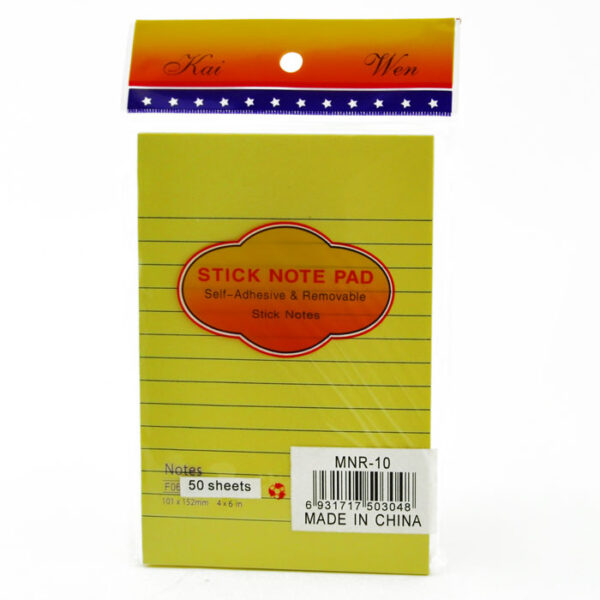 Kai Wen
STICK NOTE PAD
Self-Adhesive & Removable
Stick Notes
Notes
50 sheets
101 x 152mm 4 x 6 in
MNR-10
6 931717 503048
MADE IN CHINA